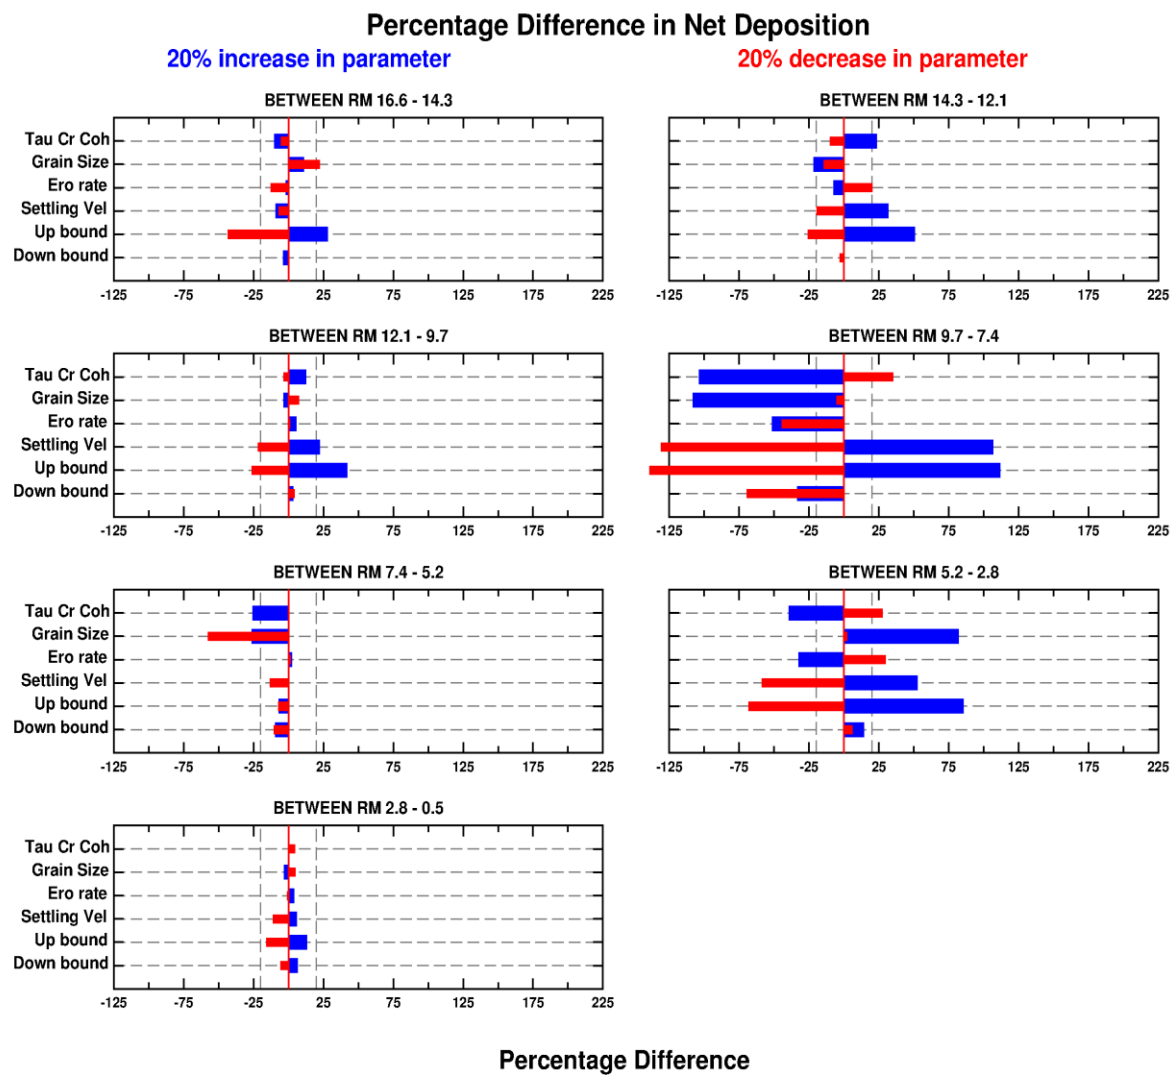 Percentage Difference in Net Deposition
20% increase in parameter
20% decrease in parameter
BETWEEN RM 16.6 - 14.3
Tau Cr Coh
Grain Size
Ero rate
Settling Vel
Up bound
Down bound
-125 -75 -25 25 75 125 175 225
BETWEEN RM 14.3 - 12.1
-125 -75 -25 25 75 125 175 225
BETWEEN RM 12.1 - 9.7
Tau Cr Coh
Grain Size
Ero rate
Settling Vel
Up bound
Down bound
-125 -75 -25 25 75 125 175 225
BETWEEN RM 9.7 - 7.4
-125 -75 -25 25 75 125 175 225
BETWEEN RM 7.4 - 5.2
Tau Cr Coh
Grain Size
Ero rate
Settling Vel
Up bound
Down bound
-125 -75 -25 25 75 125 175 225
BETWEEN RM 5.2 - 2.8
-125 -75 -25 25 75 125 175 225
BETWEEN RM 2.8 - 0.5
Tau Cr Coh
Grain Size
Ero rate
Settling Vel
Up bound
Down bound
-125 -75 -25 25 75 125 175 225
Percentage Difference